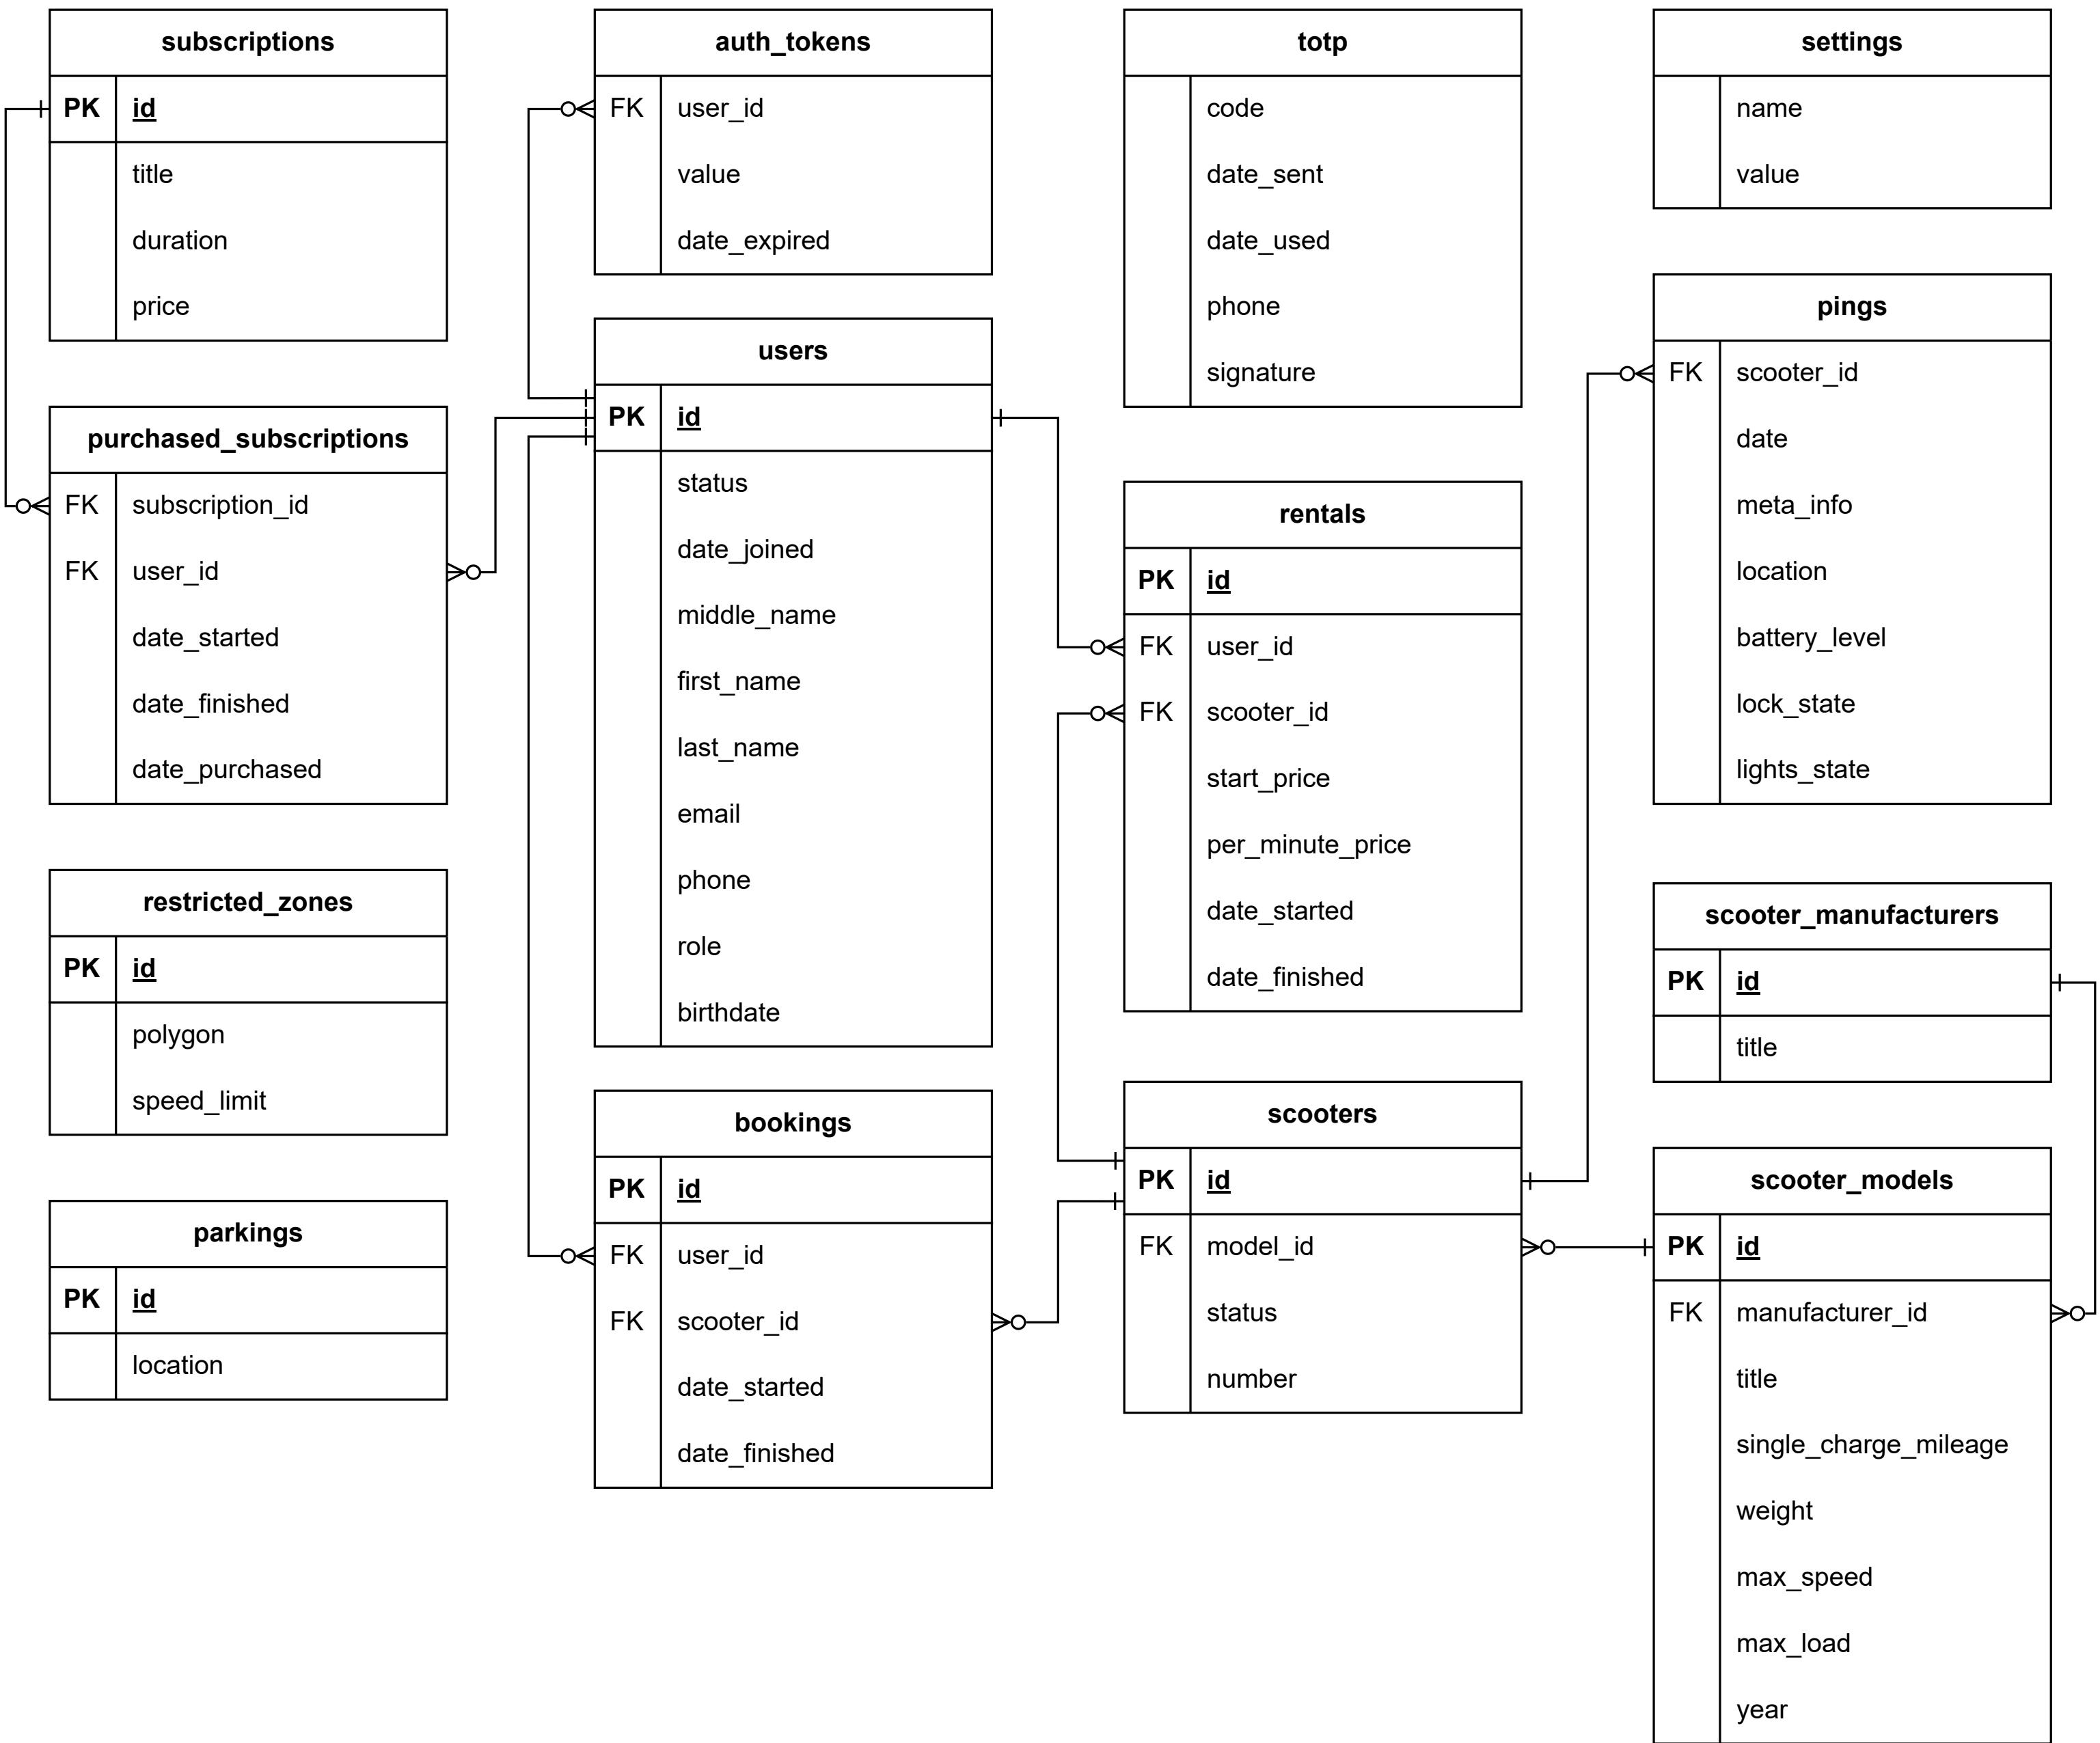 subscriptions
PK id
title
duration
price
purchased_subscriptions
FK subscription_id
FK user_id
date_started
date_finished
date_purchased
restricted_zones
PK id
polygon
speed_limit
parkings
PK id
location
auth_tokens
FK user_id
value
date_expired
users
PK id
status
date_joined
middle_name
first_name
last_name
email
phone
role
birthdate
bookings
PK id
FK user_id
FK scooter_id
date_started
date_finished
totp
code
date_sent
date_used
phone
signature
rentals
PK id
FK user_id
FK scooter_id
start_price
per_minute_price
date_started
date_finished
scooters
PK id
FK model_id
status
number
settings
name
value
pings
FK scooter_id
date
meta_info
location
battery_level
lock_state
lights_state
scooter_manufacturers
PK id
title
scooter_models
PK id
FK manufacturer_id
title
single_charge_mileage
weight
max_speed
max_load
year